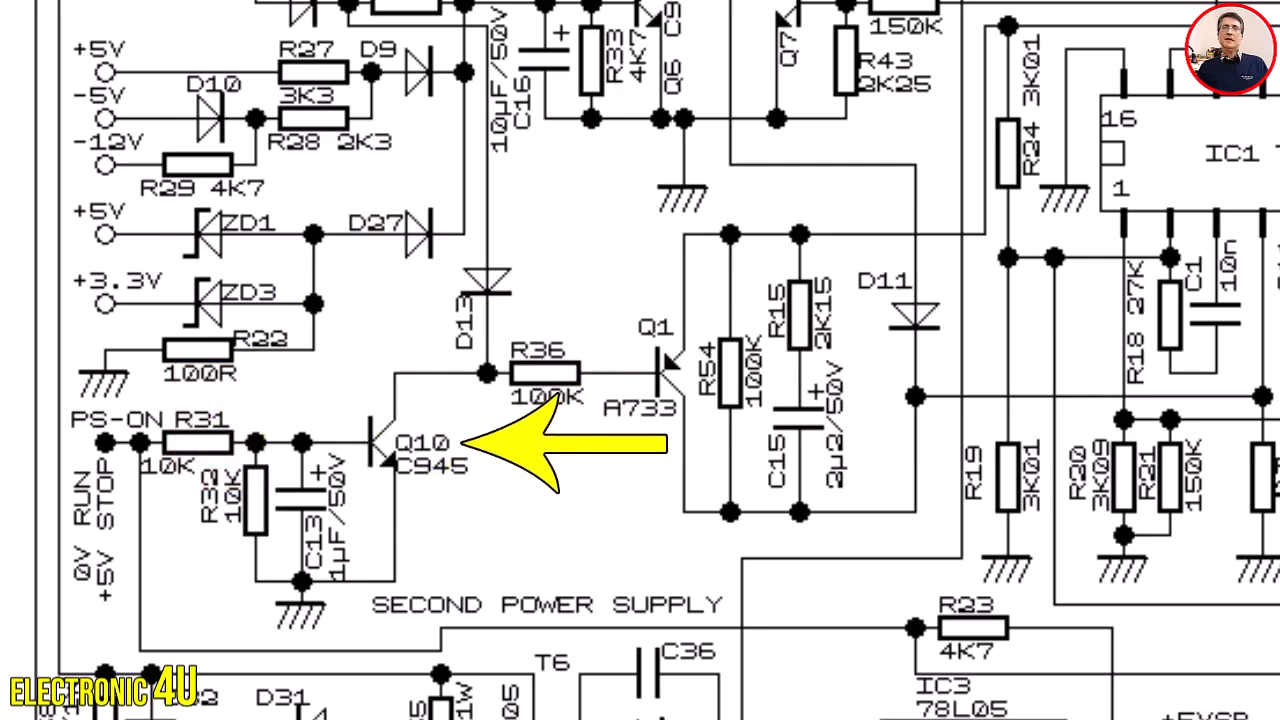 150K
C9
+5V
R27
D9
+
R33
4K7
Q6
Q7
R43
2K25
10µF/50V
C16
-5V
D10
3K3
R28 2K3
-12V
R29 4K7
R24 3K01
16
IC1
1
+5V
ZD1
D27
+3.3V
ZD3
R22
100R
D13
Q1
R36
100K
A733
R54
100K
R15
2K15
+
C15
2µ2/50V
D11
R18 27K
C1
10n
PS-ON R31
10K
Q10
C945
R32
10K
+
C13
1µF/50V
0V RUN
+5V STOP
R19
3K01
R20
3K09
R21
150K
SECOND POWER SUPPLY
R23
4K7
T6
C36
IC3
78L05
D31
1W
05
+5VSB
ELECTRONIC 4U